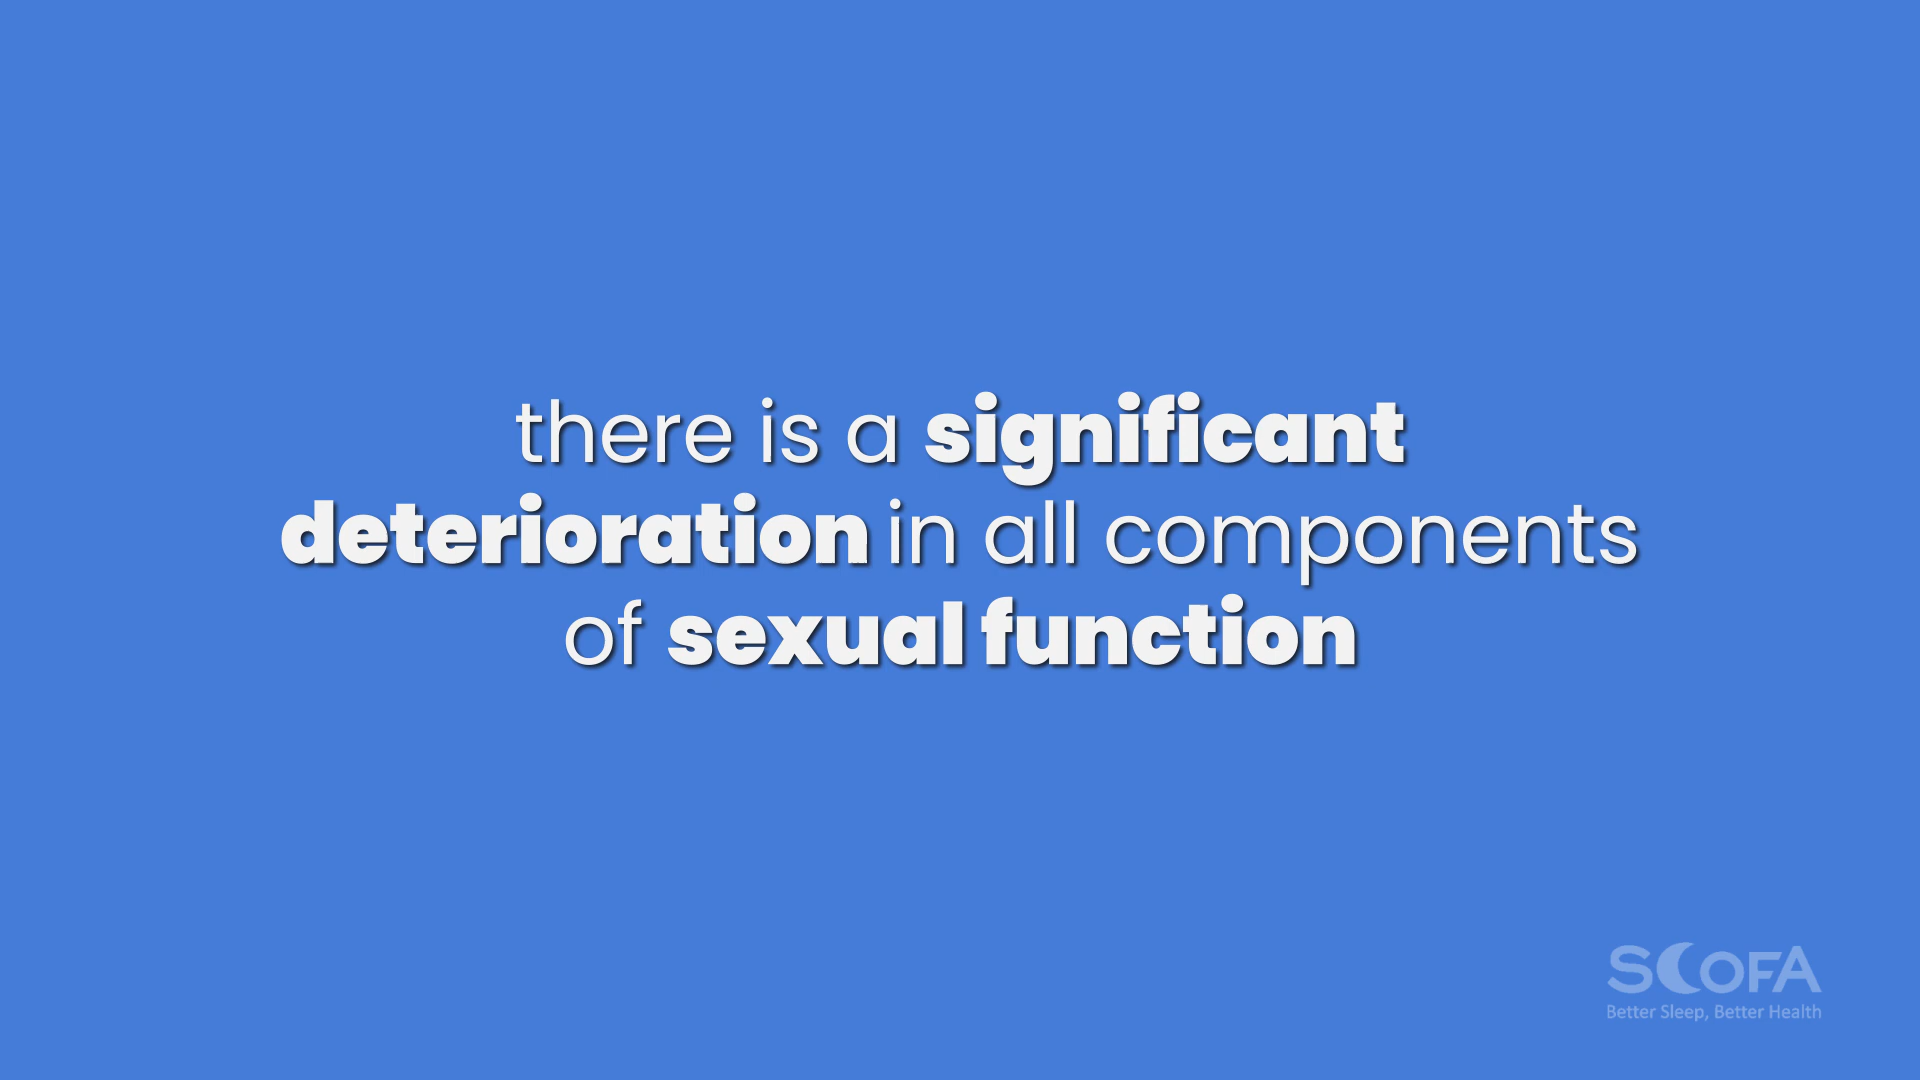 there is a significant
deterioration in all components
of sexual function
SCOFA
Better Sleep, Better Health